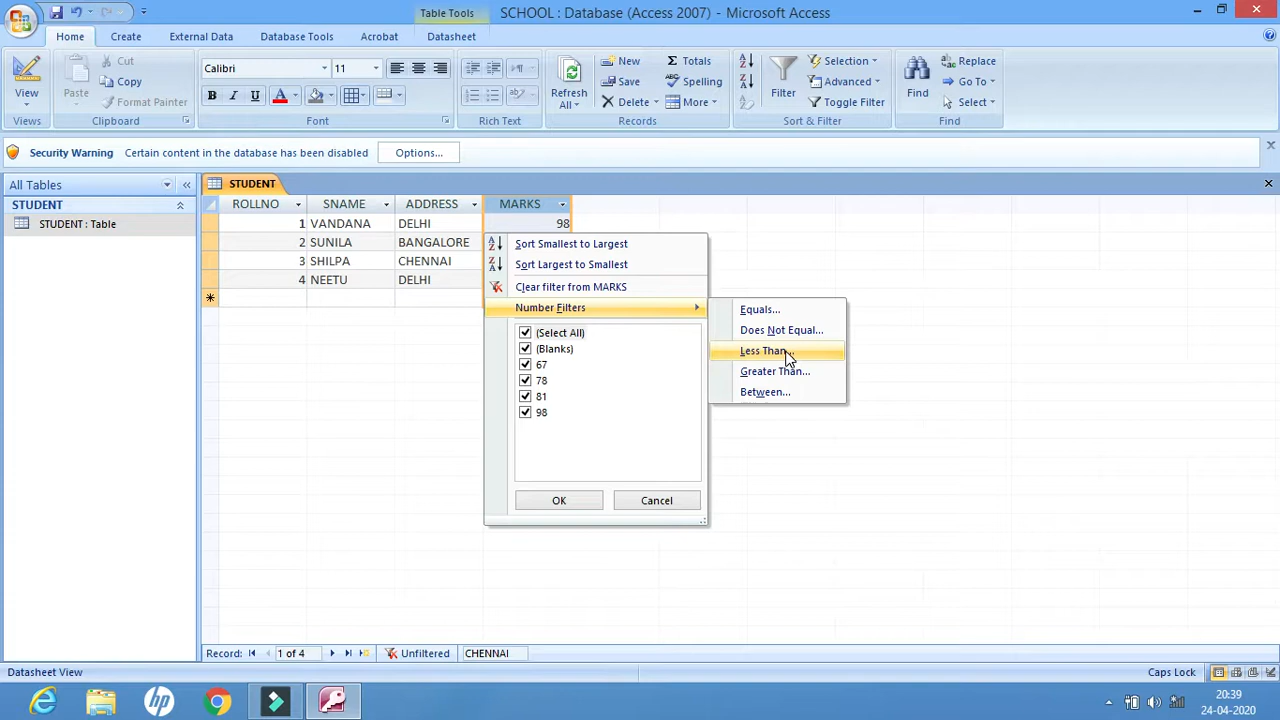 Table Tools
SCHOOL : Database (Access 2007) - Microsoft Access
Home
Create
External Data
Database Tools
Acrobat
Datasheet
View
Views
Paste
Cut
Copy
Format Painter
Clipboard
Calibri
11
B I U A
Font
Rich Text
Refresh
All
New
Save
Delete
Totals
Spelling
More
Records
Filter
Selection
Advanced
Toggle Filter
Sort & Filter
Find
Replace
Go To
Select
Find
Security Warning
Certain content in the database has been disabled
Options...
All Tables
STUDENT
STUDENT : Table
STUDENT
ROLLNO SNAME ADDRESS MARKS
1 VANDANA DELHI 98
2 SUNILA BANGALORE
3 SHILPA CHENNAI
4 NEETU DELHI
Sort Smallest to Largest
Sort Largest to Smallest
Clear filter from MARKS
Number Filters
(Select All)
(Blanks)
67
78
81
98
OK
Cancel
Equals...
Does Not Equal...
Less Than...
Greater Than...
Between...
Record:
1 of 4
Unfiltered
CHENNAI
Datasheet View
Caps Lock
20:39
24-04-2020